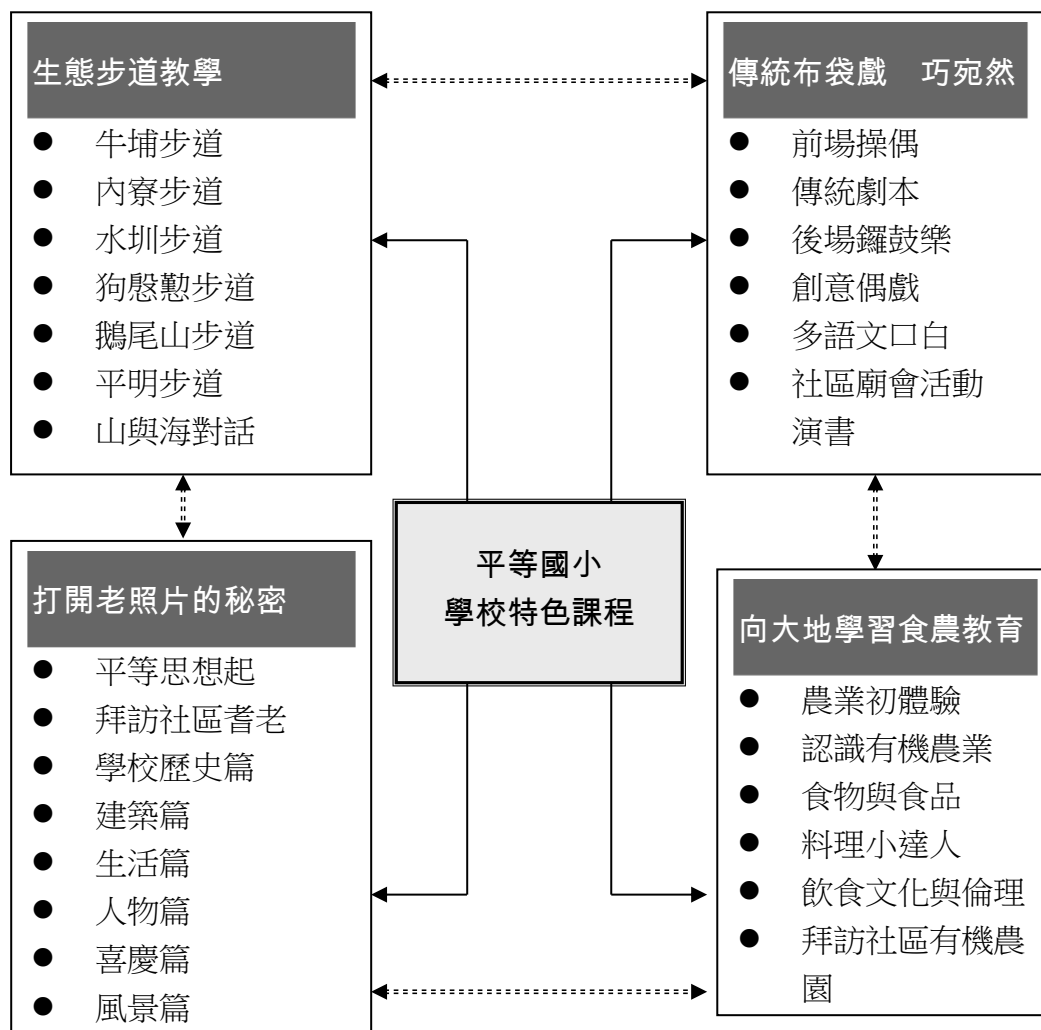 生態步道教學
● 牛埔步道
● 內寮步道
● 水圳步道
● 狗慇懃步道
● 鵝尾山步道
● 平明步道
● 山與海對話
傳統布袋戲　巧宛然
● 前場操偶
● 傳統劇本
● 後場鑼鼓樂
● 創意偶戲
● 多語文口白
● 社區廟會活動
演書
平等國小
學校特色課程
打開老照片的秘密
● 平等思想起
● 拜訪社區耆老
● 學校歷史篇
● 建築篇
● 生活篇
● 人物篇
● 喜慶篇
● 風景篇
向大地學習食農教育
● 農業初體驗
● 認識有機農業
● 食物與食品
● 料理小達人
● 飲食文化與倫理
● 拜訪社區有機農
園